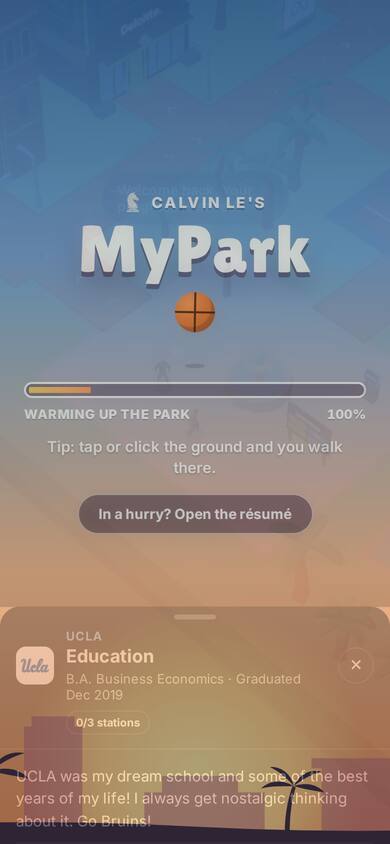 Deloitte
CALVIN LE'S
MyPark
WARMING UP THE PARK 100%
Tip: tap or click the ground and you walk
there.
In a hurry? Open the résumé
UCLA
Ucla
Education
B.A. Business Economics · Graduated
Dec 2019
0/3 stations
UCLA was my dream school and some of the best
years of my life! I always get nostalgic thinking
about it. Go Bruins!